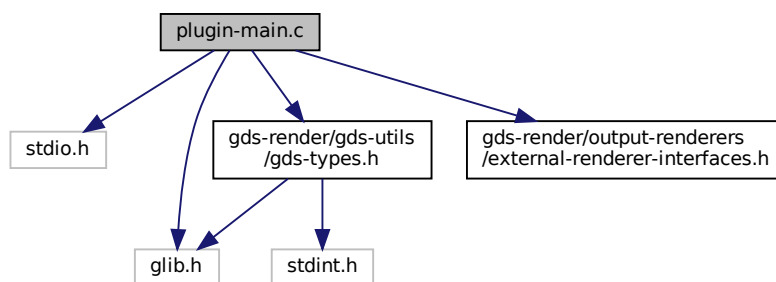 plugin-main.c
stdio.h
gds-render/gds-utils
/gds-types.h
gds-render/output-renderers
/external-renderer-interfaces.h
glib.h
stdint.h